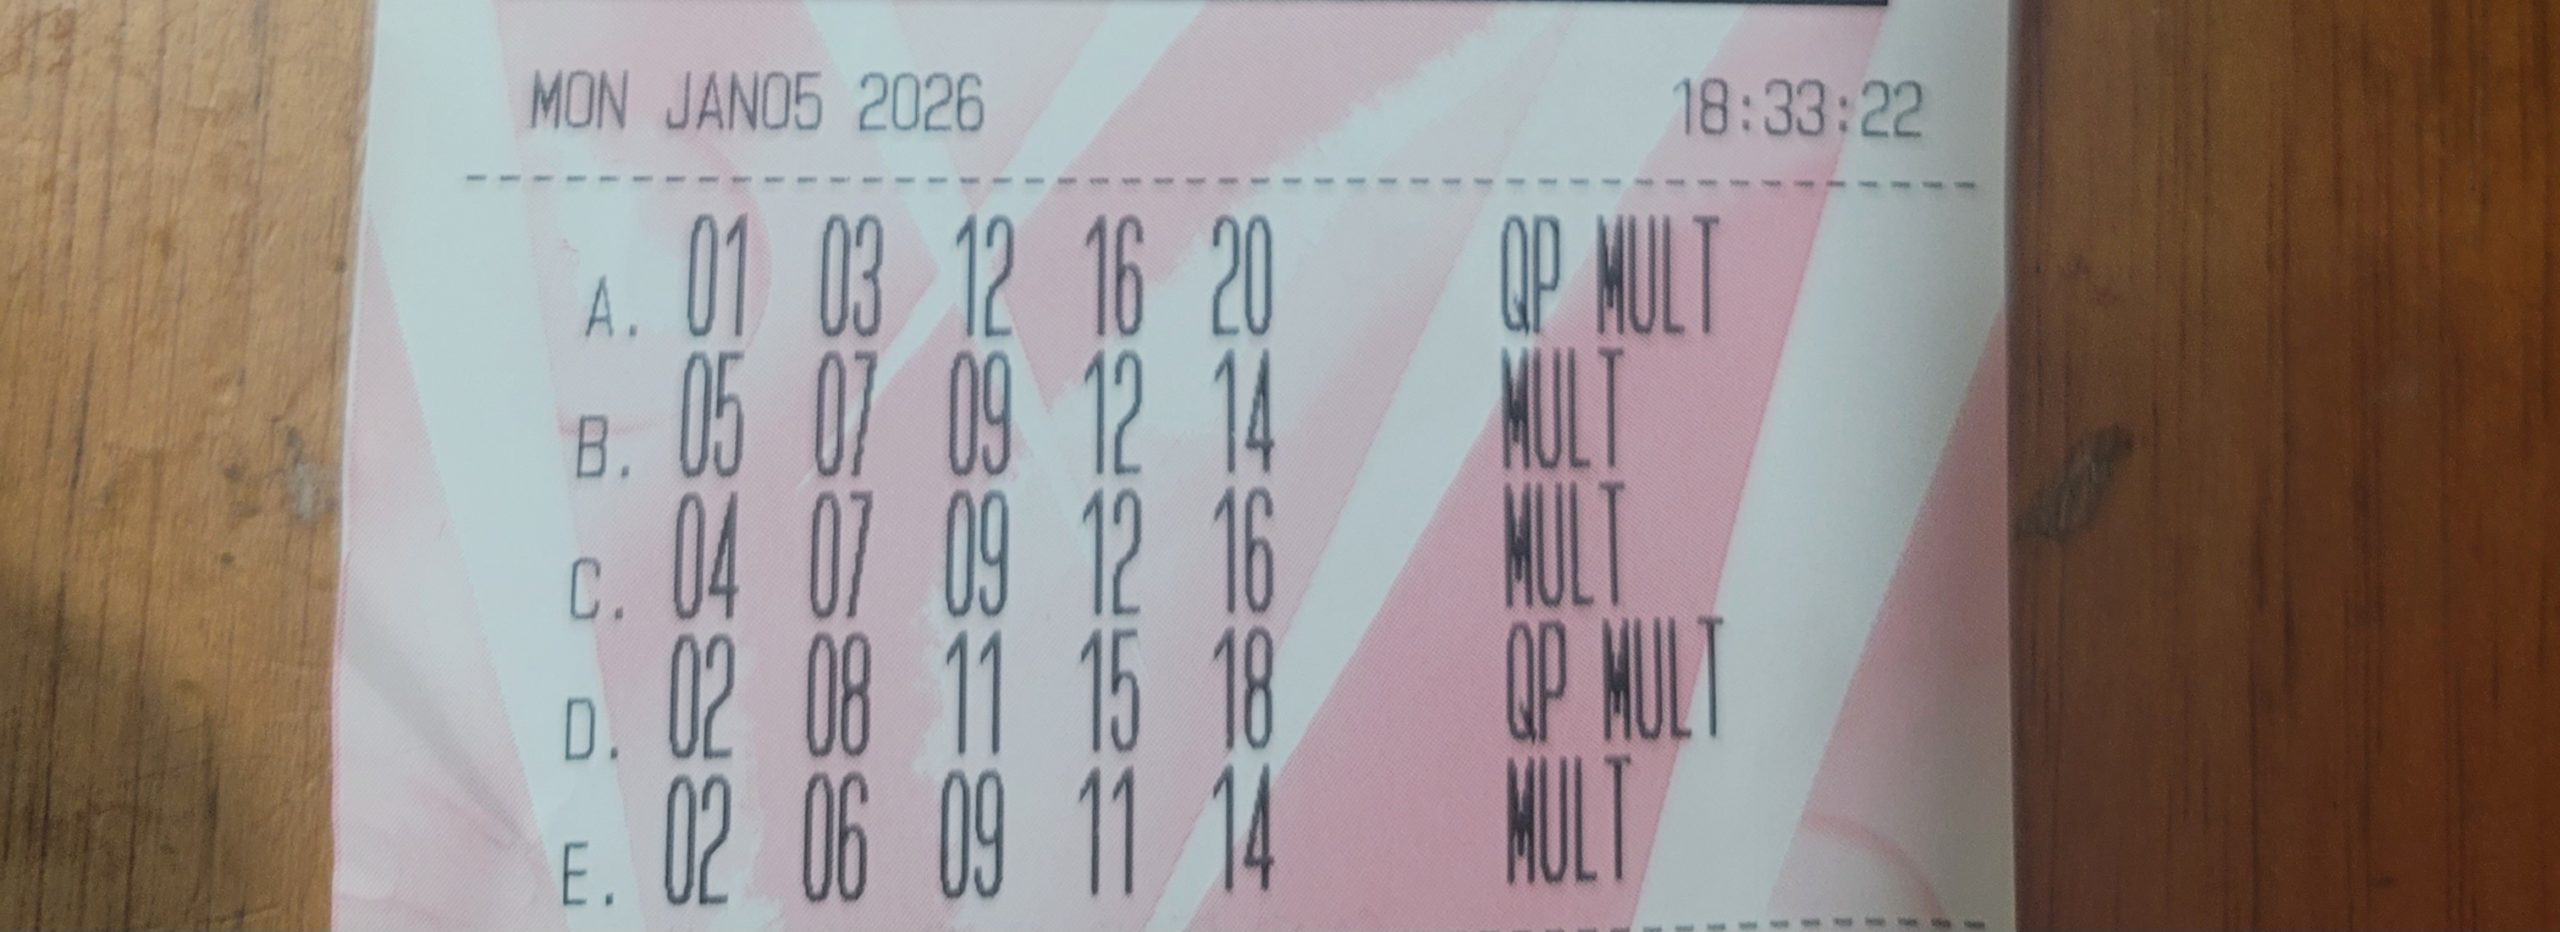 MON JAN05 2026 18:33:22
A. 01 03 12 16 20 QP MULT
B. 05 07 09 12 14 MULT
C. 04 07 09 12 16 MULT
D. 02 08 11 15 18 QP MULT
E. 02 06 09 11 14 MULT